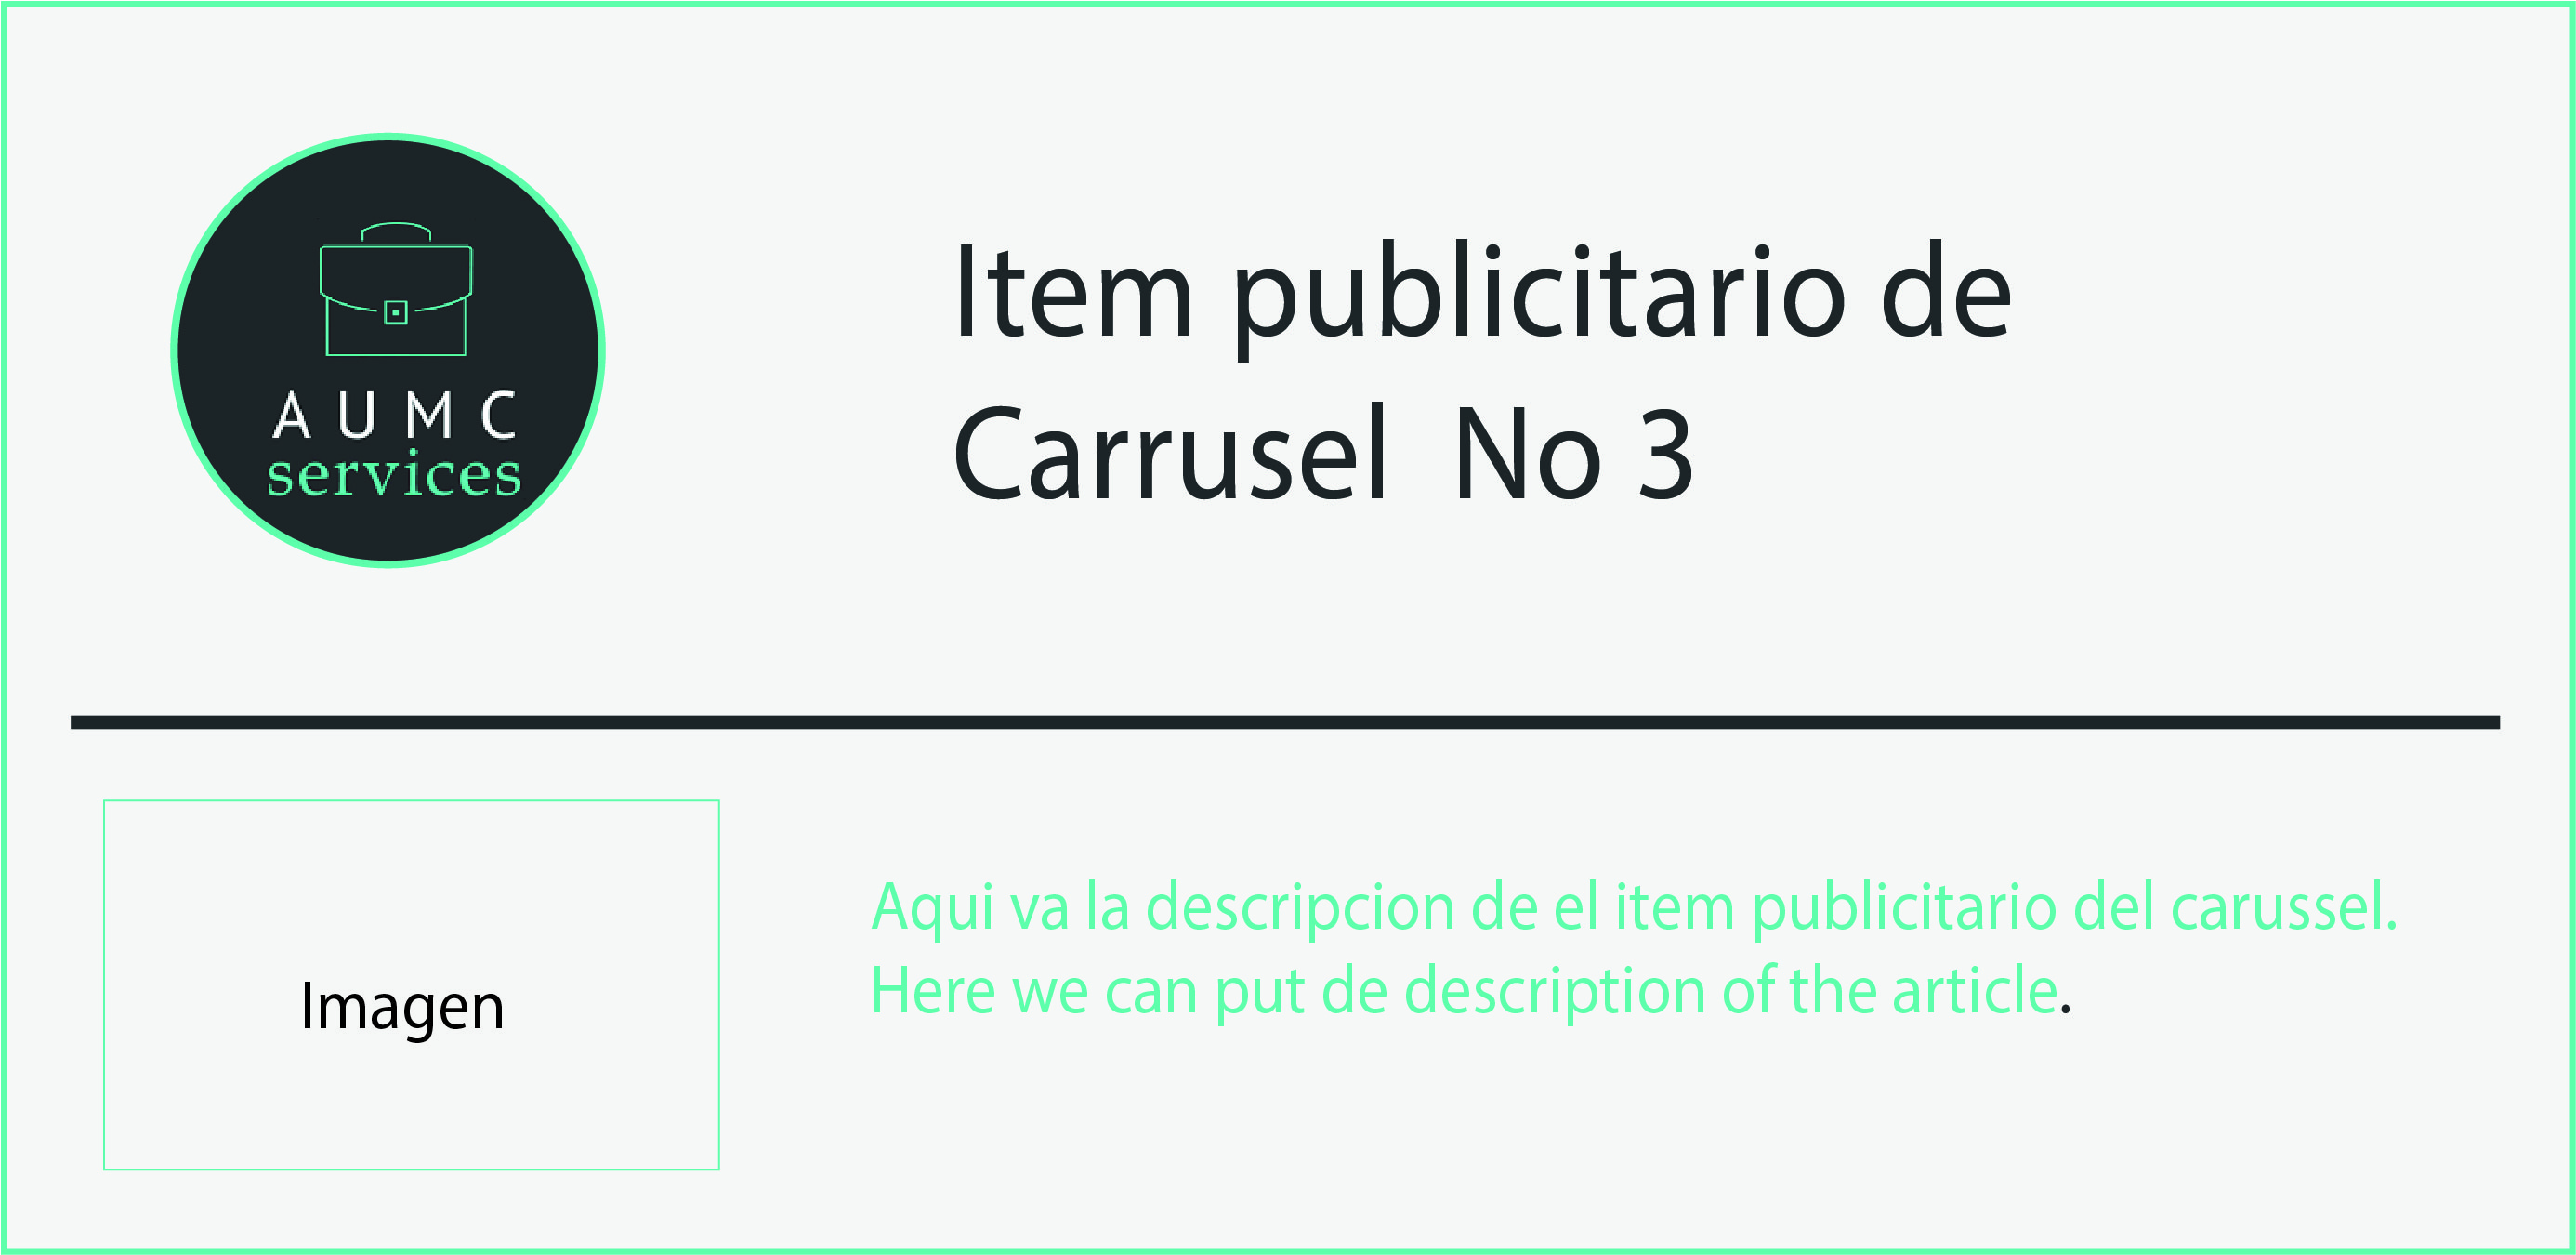 AUMC
services
Item publicitario de
Carrusel No 3
Imagen
Aqui va la descripcion de el item publicitario del carussel.
Here we can put de description of the article.